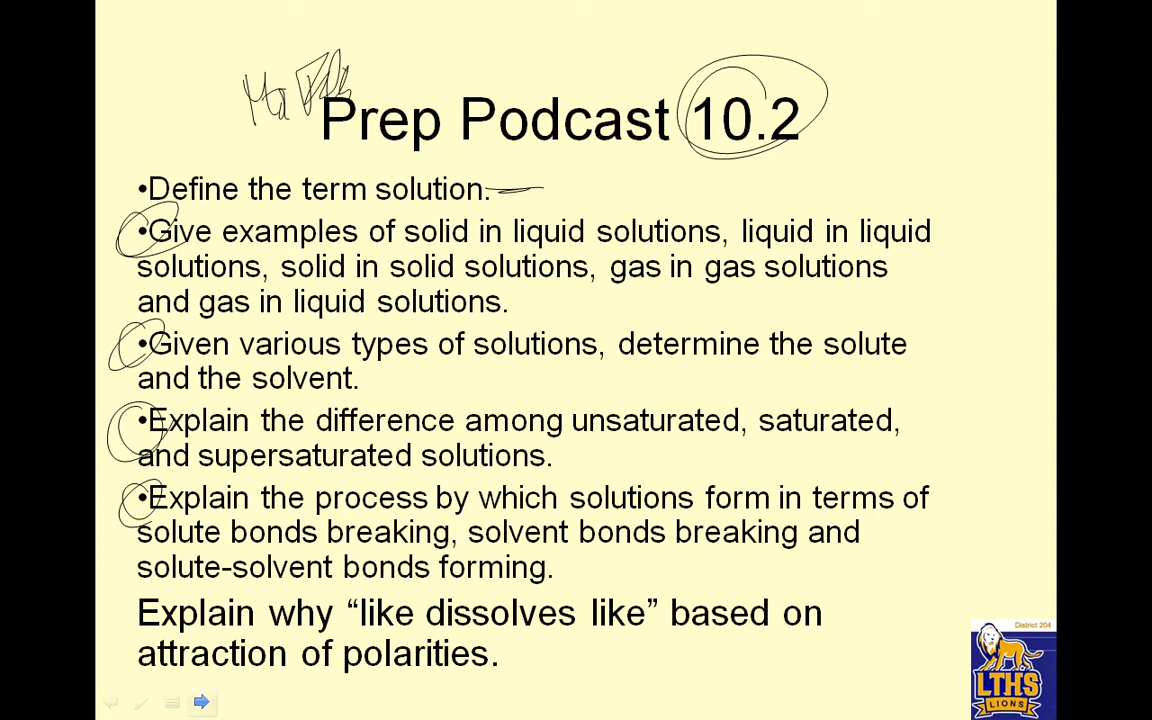 Prep Podcast 10.2
•Define the term solution.
•Give examples of solid in liquid solutions, liquid in liquid
solutions, solid in solid solutions, gas in gas solutions
and gas in liquid solutions.
•Given various types of solutions, determine the solute
and the solvent.
•Explain the difference among unsaturated, saturated,
and supersaturated solutions.
•Explain the process by which solutions form in terms of
solute bonds breaking, solvent bonds breaking and
solute-solvent bonds forming.
Explain why “like dissolves like” based on
attraction of polarities.
District 204
LTHS
LIONS